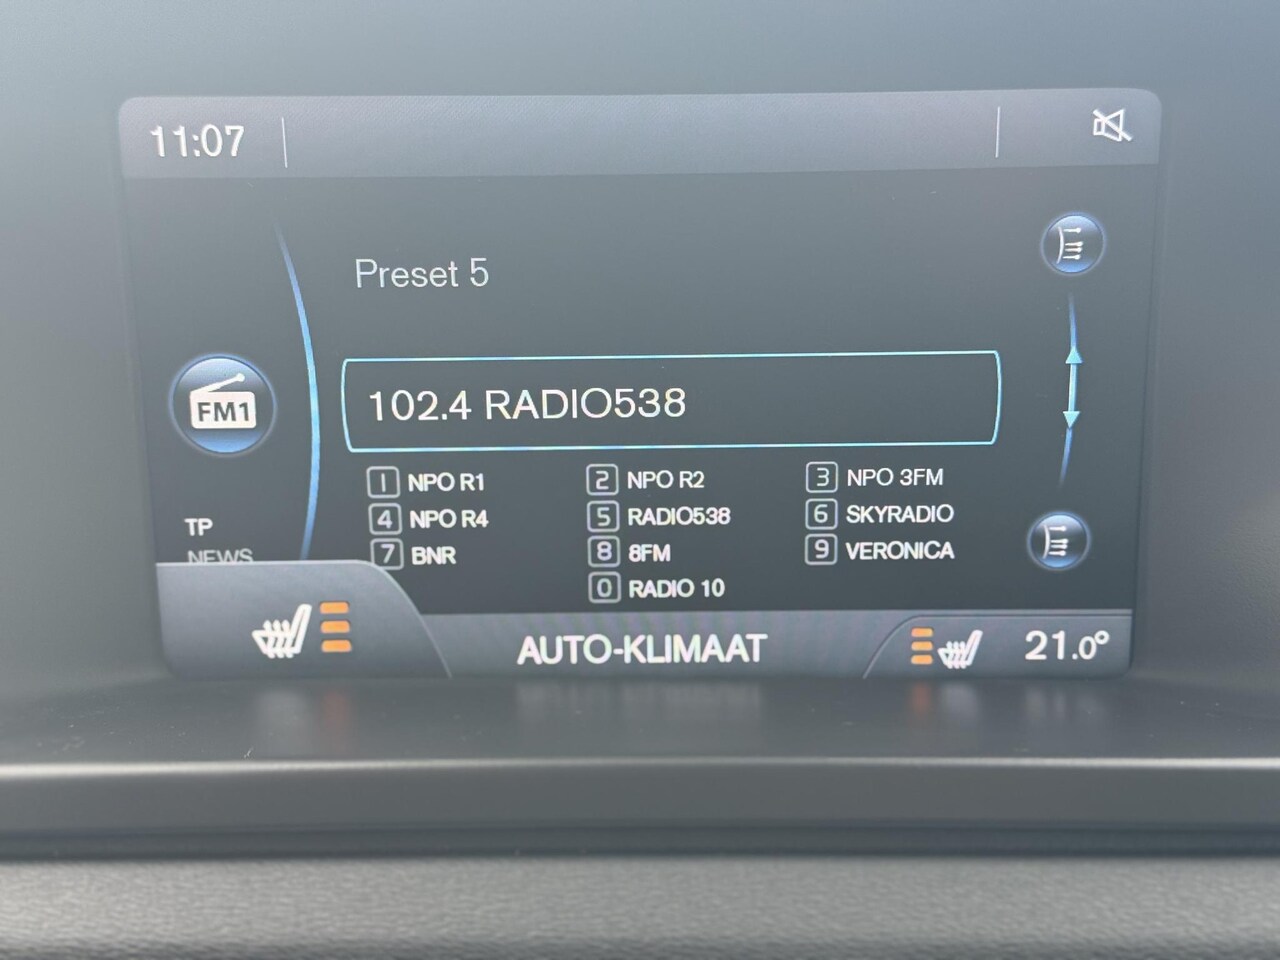 11:07
Preset 5
FM1
102.4 RADIO538
1 NPO R1 2 NPO R2 3 NPO 3FM
4 NPO R4 5 RADIO538 6 SKYRADIO
7 BNR 8 8FM 9 VERONICA
0 RADIO 10
TP
NEWS
AUTO-KLIMAAT 21.0°